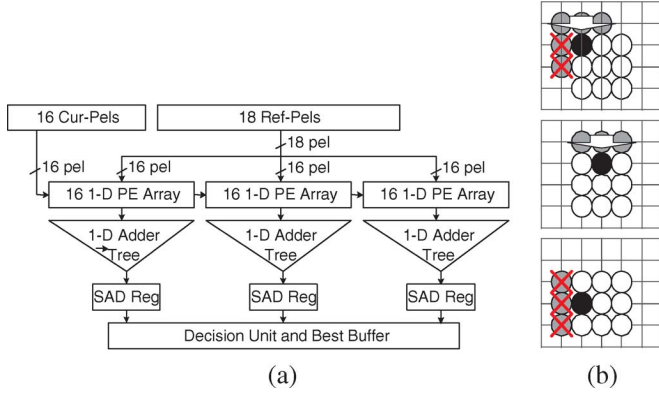 16 Cur-Pels
18 Ref-Pels
18 pel
16 pel
16 pel
16 pel
16 pel
16 1-D PE Array
16 1-D PE Array
16 1-D PE Array
1-D Adder
Tree
1-D Adder
Tree
1-D Adder
Tree
SAD Reg
SAD Reg
SAD Reg
Decision Unit and Best Buffer
(a)
(b)